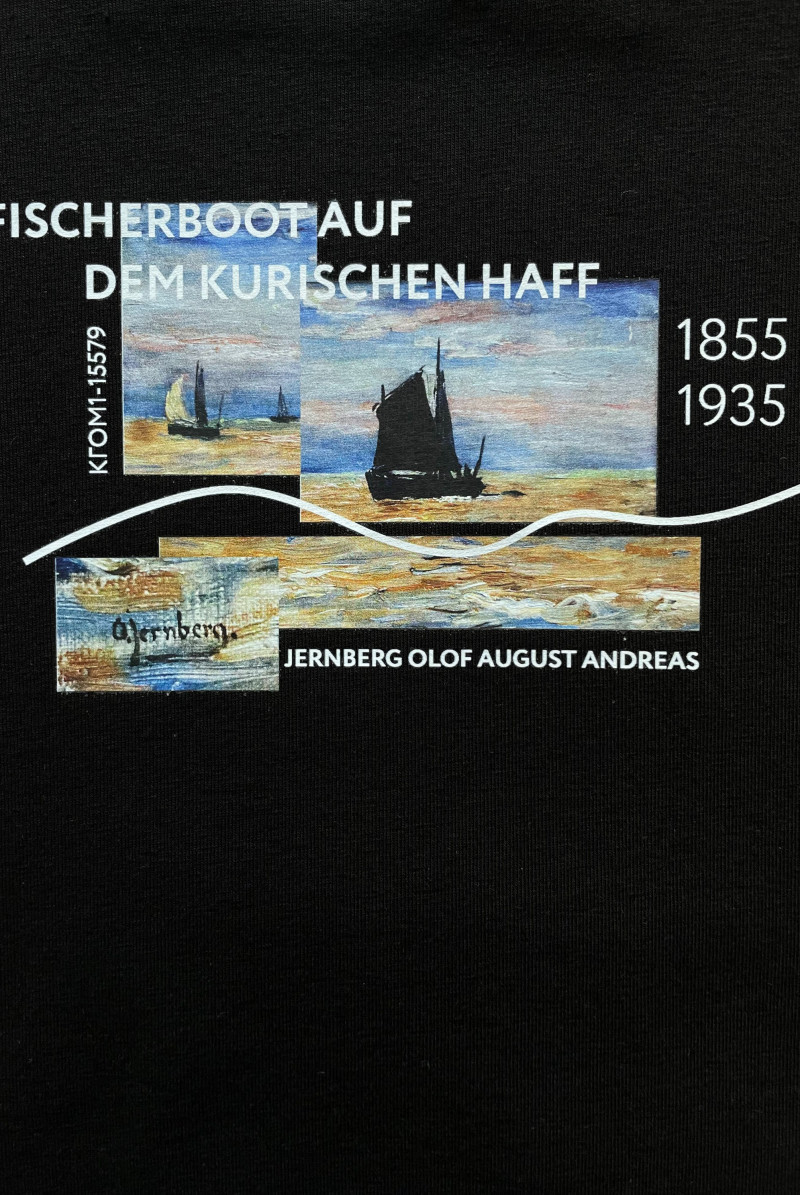 FISCHERBOOT AUF
DEM KURISCHEN HAFF
КГОМ1-15579
1855
1935
O.Jernberg.
JERNBERG OLOF AUGUST ANDREAS